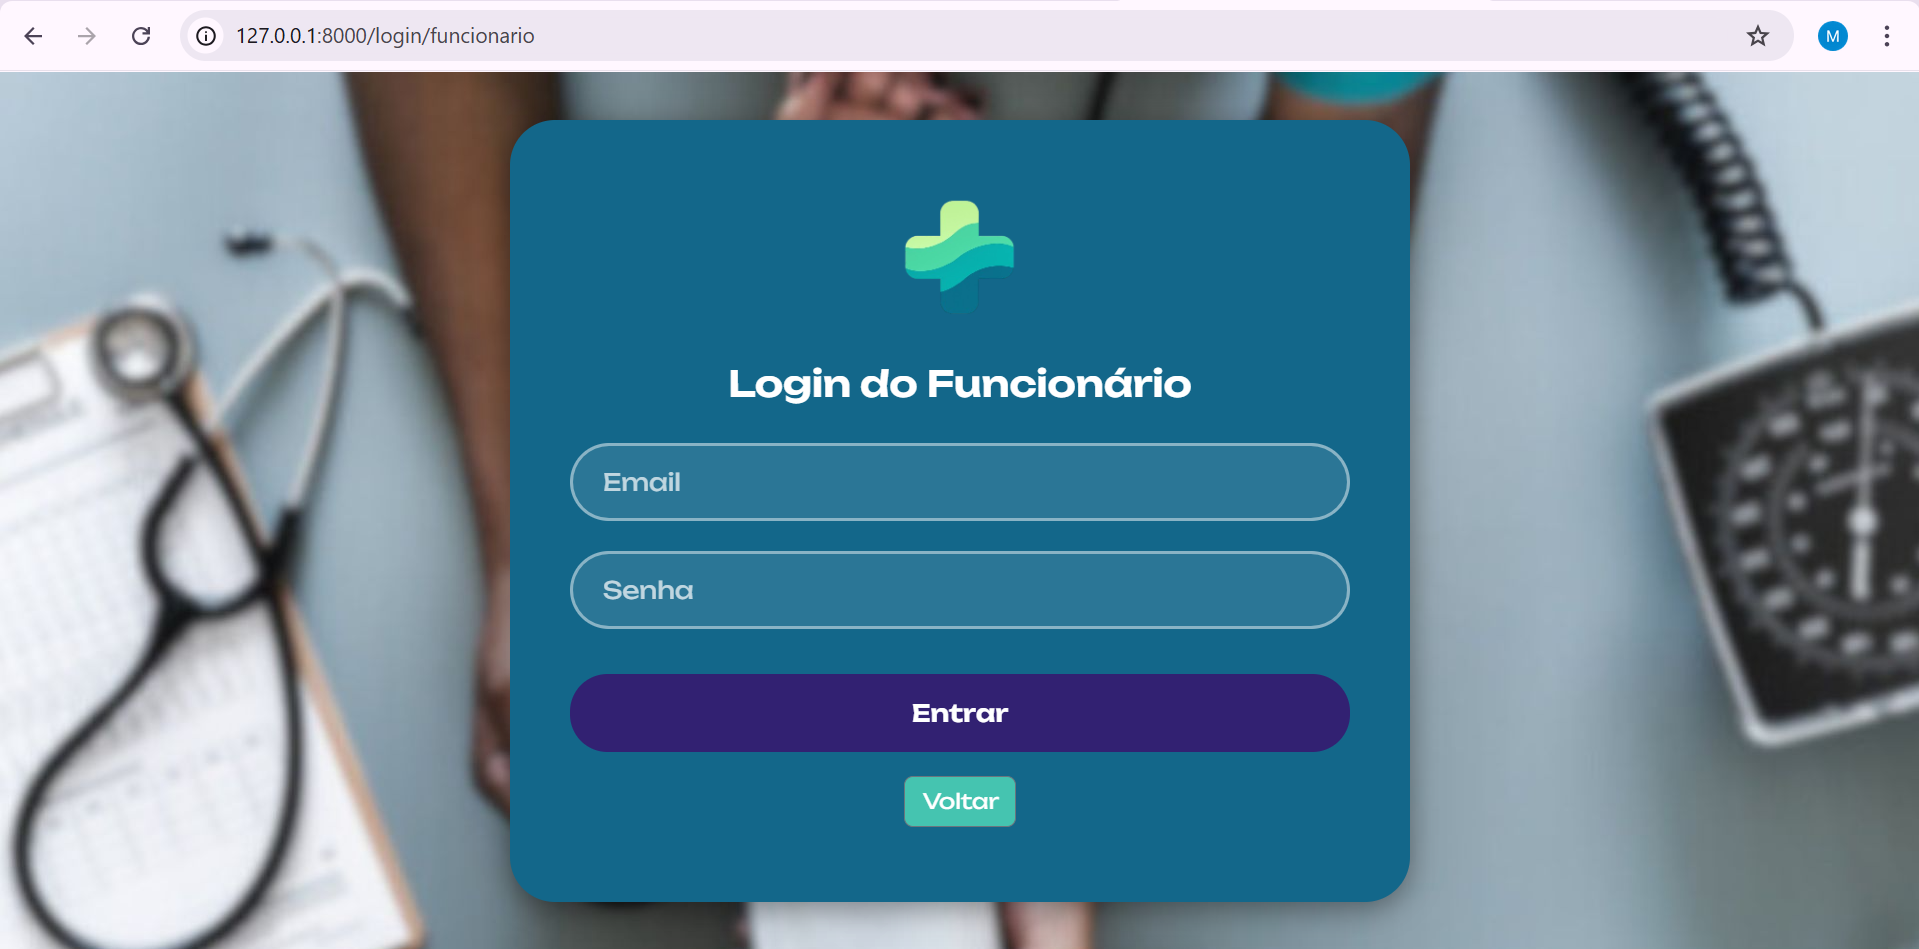 127.0.0.1:8000/login/funcionario
M
Login do Funcionário
Email
Senha
Entrar
Voltar